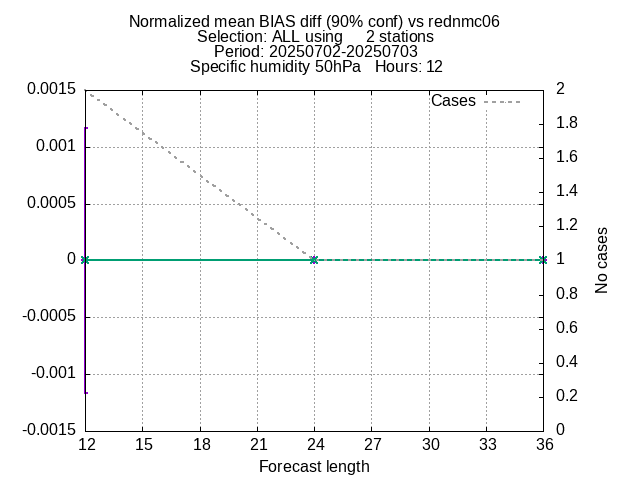 Normalized mean BIAS diff (90% conf) vs rednmc06
Selection: ALL using     2 stations
Period: 20250702-20250703
Specific humidity 50hPa   Hours: 12
Cases
0.0015
0.001
0.0005
0
-0.0005
-0.001
-0.0015
2
1.8
1.6
1.4
1.2
1
0.8
0.6
0.4
0.2
0
No cases
12 15 18 21 24 27 30 33 36
Forecast length